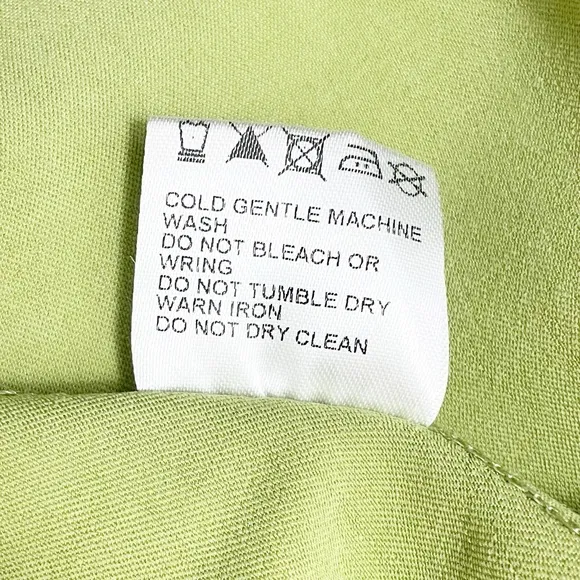 COLD GENTLE MACHINE
WASH
DO NOT BLEACH OR
WRING
DO NOT TUMBLE DRY
WARN IRON
DO NOT DRY CLEAN